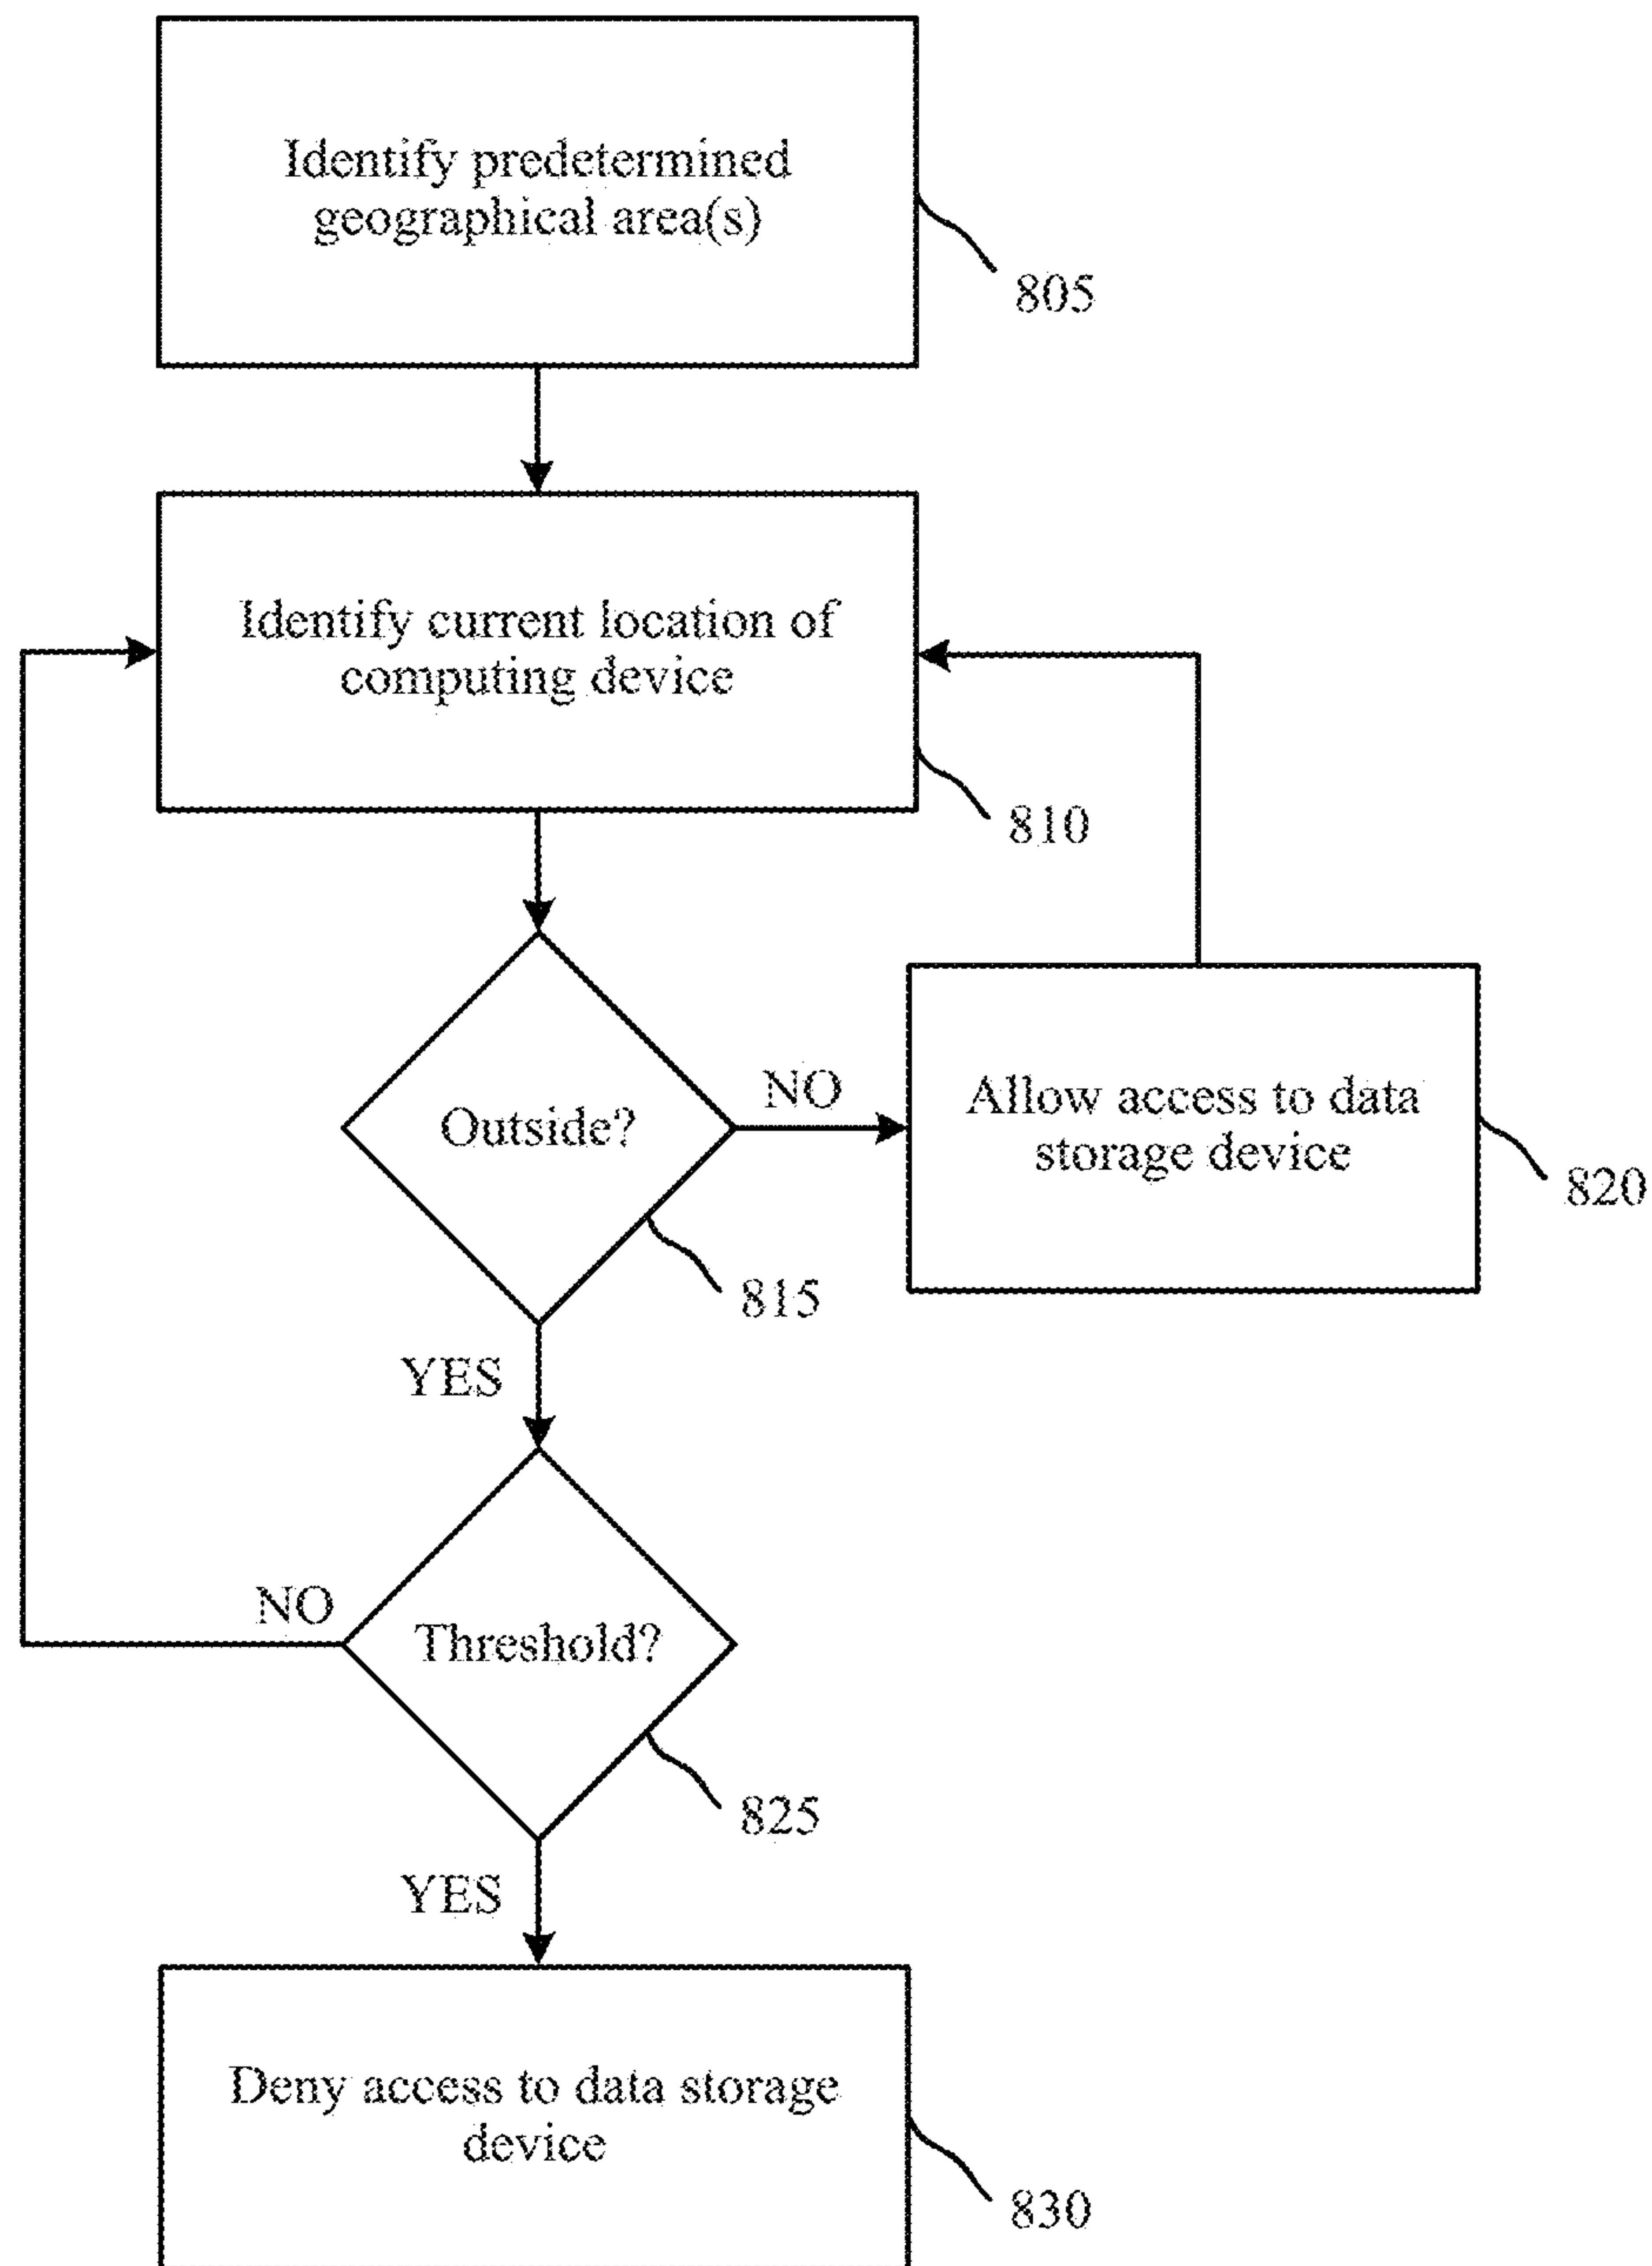 Identify predetermined
geographical area(s)
805
Identify current location of
computing device
810
Outside?
NO
815
Allow access to data
storage device
820
YES
Threshold?
NO
825
YES
Deny access to data storage
device
830